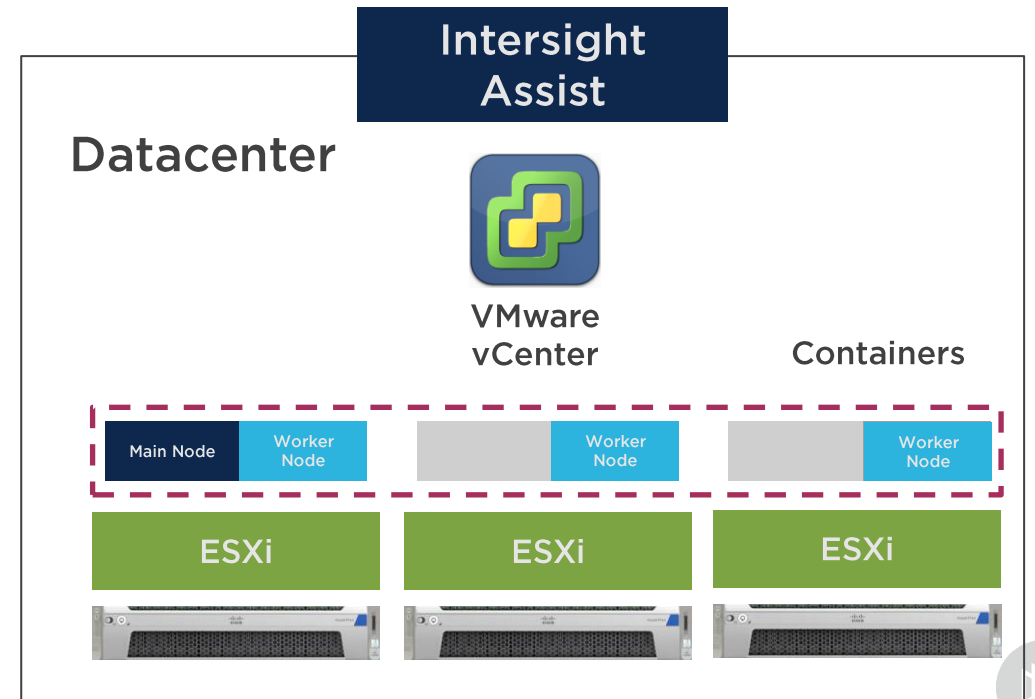 Intersight
Assist
Datacenter
VMware
vCenter
Containers
Main Node
Worker
Node
Worker
Node
Worker
Node
ESXi
ESXi
ESXi